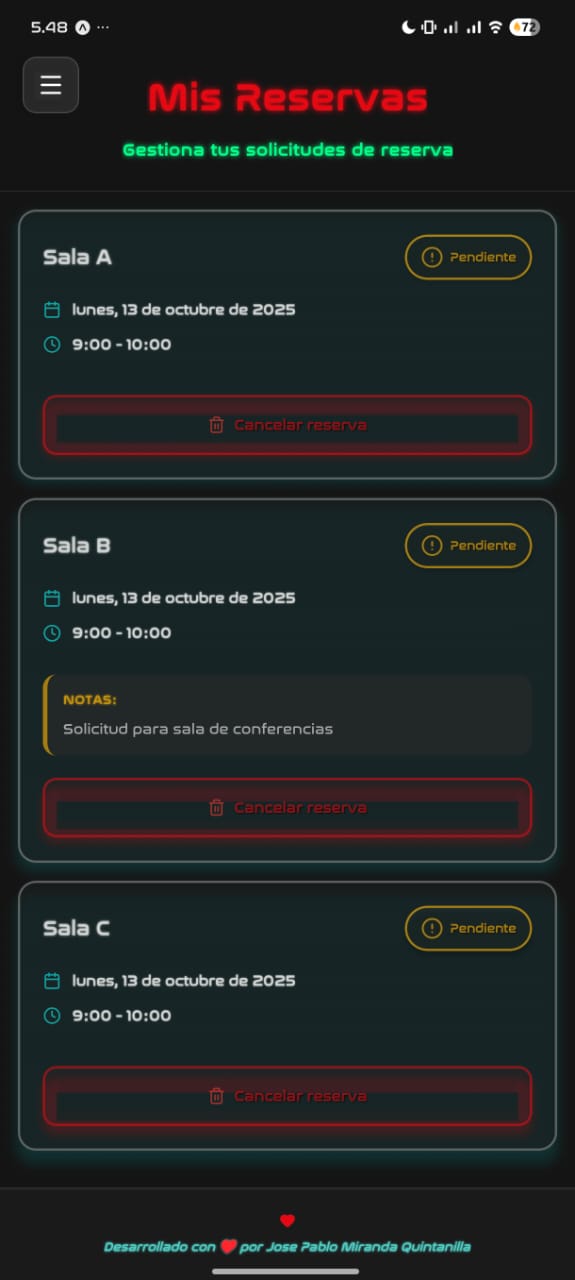 5.48 ···
72
Mis Reservas
Gestiona tus solicitudes de reserva
Sala A
Pendiente
lunes, 13 de octubre de 2025
9:00 - 10:00
Cancelar reserva
Sala B
Pendiente
lunes, 13 de octubre de 2025
9:00 - 10:00
NOTAS:
Solicitud para sala de conferencias
Cancelar reserva
Sala C
Pendiente
lunes, 13 de octubre de 2025
9:00 - 10:00
Cancelar reserva
Desarrollado con ❤️ por Jose Pablo Miranda Quintanilla